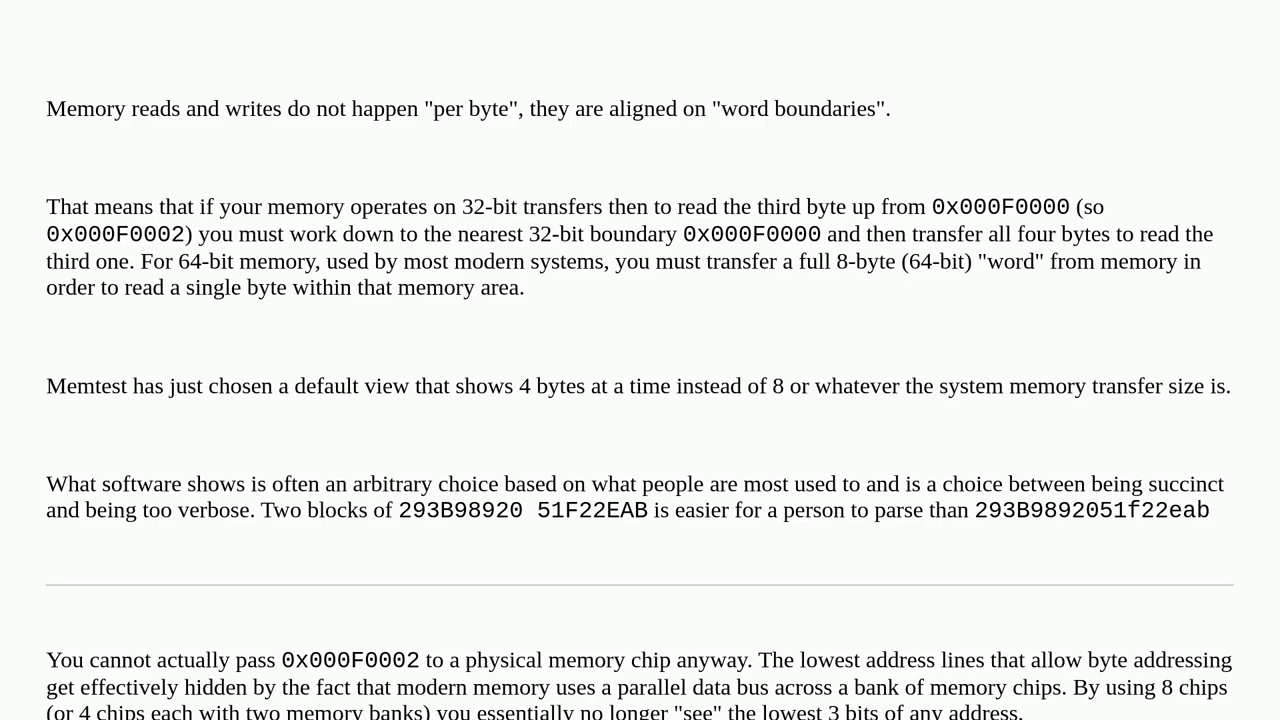 Memory reads and writes do not happen "per byte", they are aligned on "word boundaries".
That means that if your memory operates on 32-bit transfers then to read the third byte up from 0x000F0000 (so
0x000F0002) you must work down to the nearest 32-bit boundary 0x000F0000 and then transfer all four bytes to read the
third one. For 64-bit memory, used by most modern systems, you must transfer a full 8-byte (64-bit) "word" from memory in
order to read a single byte within that memory area.
Memtest has just chosen a default view that shows 4 bytes at a time instead of 8 or whatever the system memory transfer size is.
What software shows is often an arbitrary choice based on what people are most used to and is a choice between being succinct
and being too verbose. Two blocks of 293B98920 51F22EAB is easier for a person to parse than 293B9892051f22eab
You cannot actually pass 0x000F0002 to a physical memory chip anyway. The lowest address lines that allow byte addressing
get effectively hidden by the fact that modern memory uses a parallel data bus across a bank of memory chips. By using 8 chips
(or 4 chips each with two memory banks) you essentially no longer "see" the lowest 3 bits of any address.